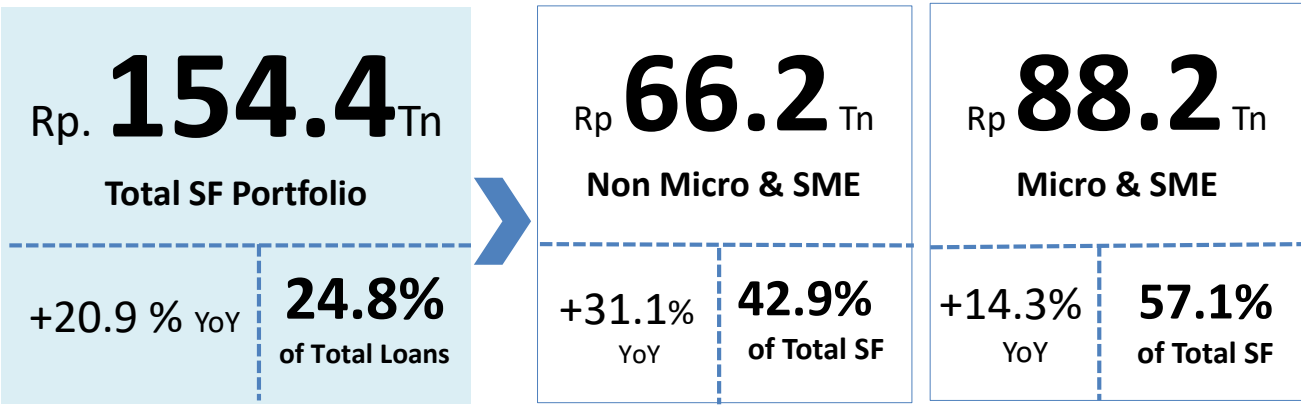 Rp. 154.4 Tn
Total SF Portfolio
+20.9 % YoY
24.8%
of Total Loans
Rp 66.2 Tn
Non Micro & SME
+31.1%
YoY
42.9%
of Total SF
Rp 88.2 Tn
Micro & SME
+14.3%
YoY
57.1%
of Total SF